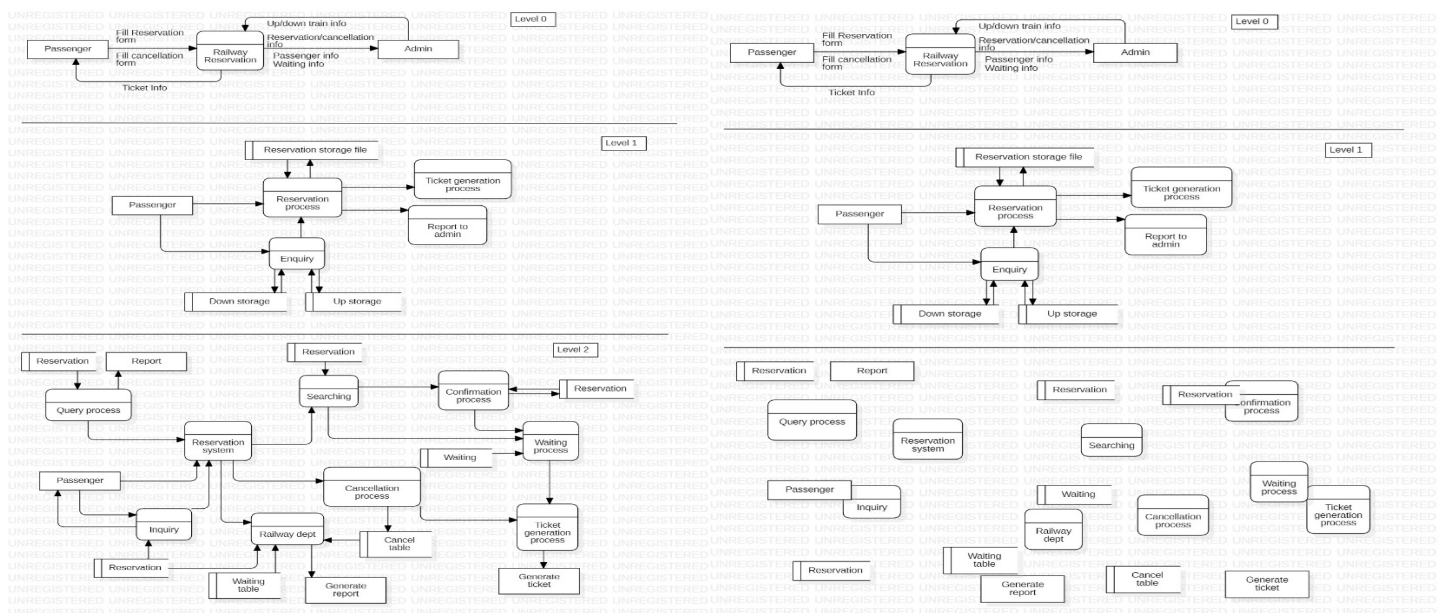 Level 0
Up/down train info
Passenger
Fill Reservation
form
Fill cancellation
form
Railway
Reservation
Reservation/cancellation
info
Passenger info
Waiting info
Admin
Ticket Info
Level 1
Reservation storage file
Ticket generation
process
Passenger
Reservation
process
Report to
admin
Enquiry
Down storage
Up storage
Level 2
Reservation
Report
Reservation
Query process
Searching
Confirmation
process
Reservation
Reservation
system
Waiting
process
Waiting
Passenger
Cancellation
process
Inquiry
Railway dept
Ticket
generation
process
Cancel
table
Reservation
Waiting
table
Generate
report
Generate
ticket
Level 0
Up/down train info
Passenger
Fill Reservation
form
Fill cancellation
form
Railway
Reservation
Reservation/cancellation
info
Passenger info
Waiting info
Admin
Ticket Info
Level 1
Reservation storage file
Ticket generation
process
Passenger
Reservation
process
Report to
admin
Enquiry
Down storage
Up storage
Reservation
Report
Reservation
Reservation
Confirmation
process
Query process
Reservation
system
Searching
Waiting
process
Passenger
Inquiry
Waiting
Cancellation
process
Ticket
generation
process
Railway
dept
Waiting
table
Reservation
Generate
report
Cancel
table
Generate
ticket
UNREGISTERED